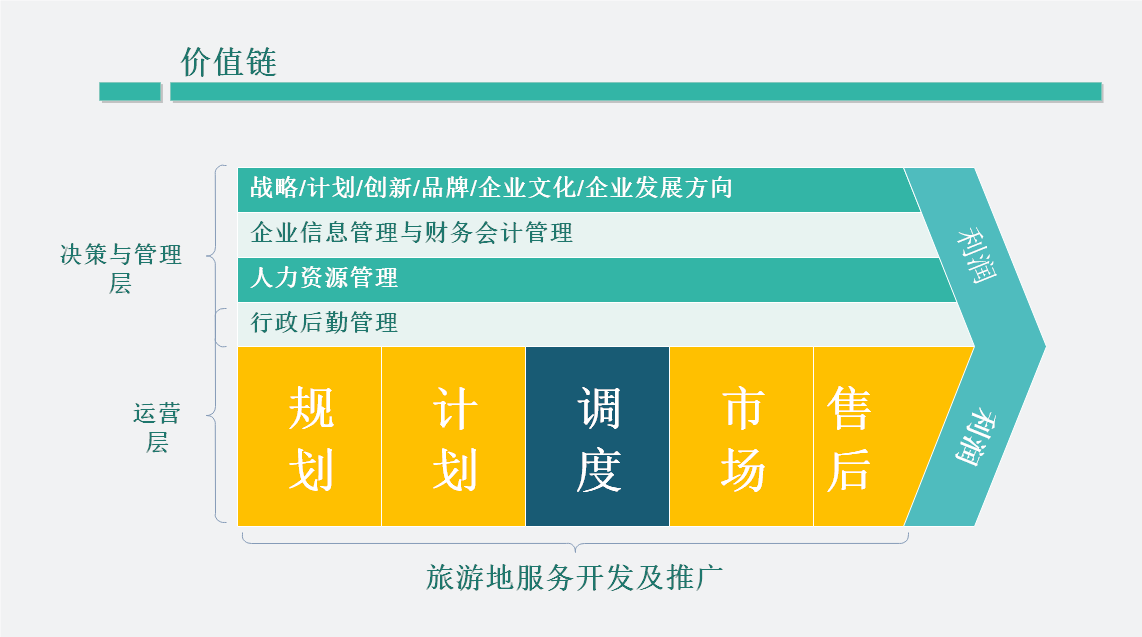 价值链
战略/计划/创新/品牌/企业文化/企业发展方向
企业信息管理与财务会计管理
人力资源管理
行政后勤管理
决策与管理
层
利润
运营
层
规
划
计
划
调
度
市
场
售
后
利润
旅游地服务开发及推广